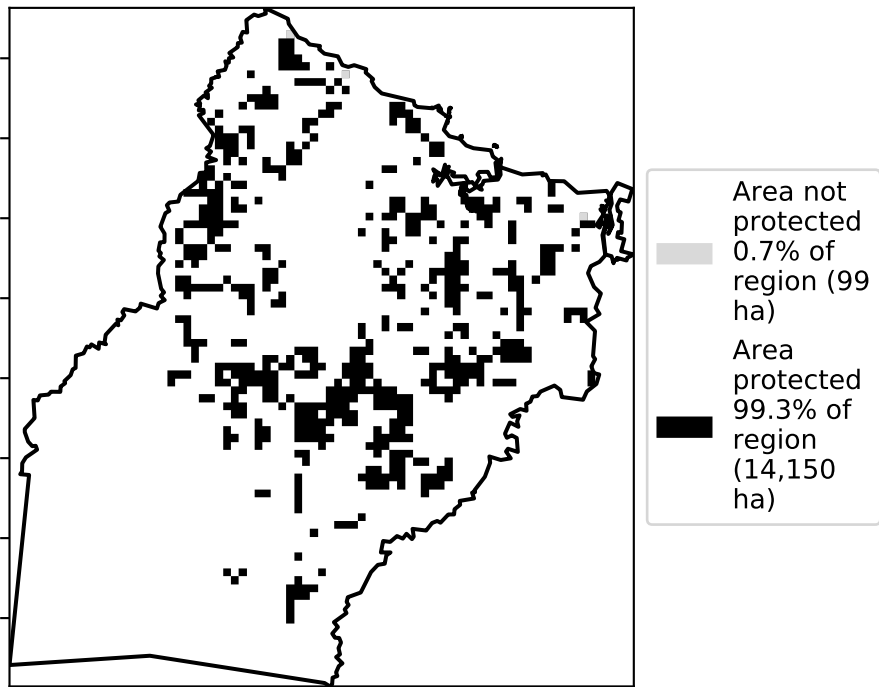 Area not
protected
0.7% of
region (99
ha)
Area
protected
99.3% of
region
(14,150
ha)